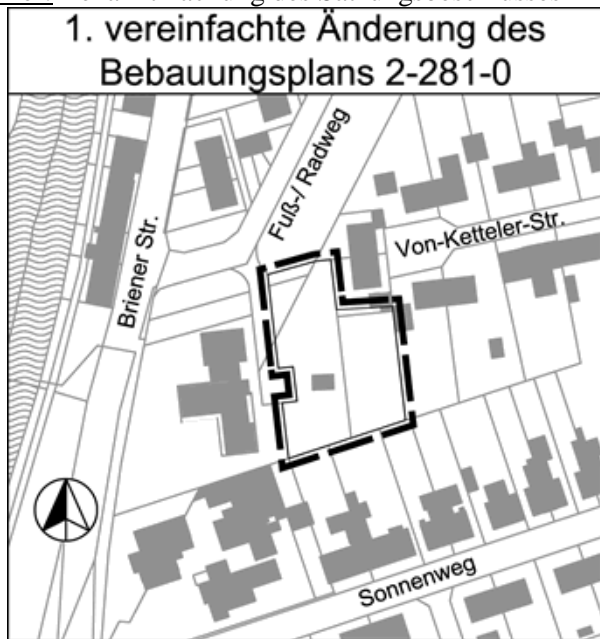 1. vereinfachte Änderung des
Bebauungsplans 2-281-0
Fuß-/ Radweg
Von-Ketteler-Str.
Briener Str.
Sonnenweg